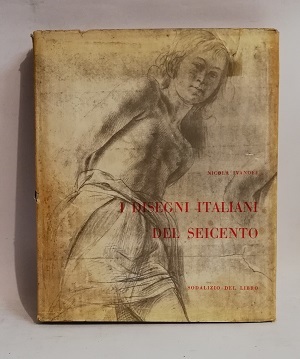 NICOLA IVANOFF
I DISEGNI ITALIANI
DEL SEICENTO
SODALIZIO DEL LIBRO